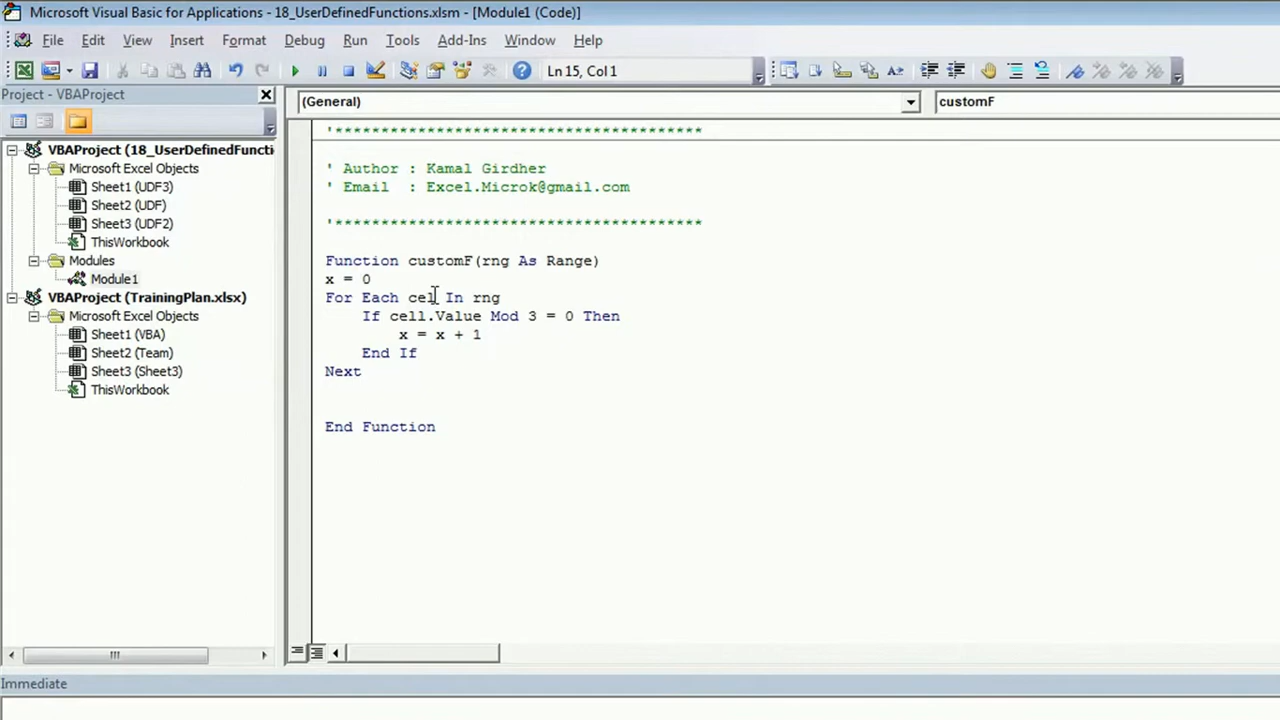 Microsoft Visual Basic for Applications - 18_UserDefinedFunctions.xlsm - [Module1 (Code)]
File Edit View Insert Format Debug Run Tools Add-Ins Window Help
Ln 15, Col 1
Project - VBAProject
(General) customF
VBAProject (18_UserDefinedFuncti
Microsoft Excel Objects
Sheet1 (UDF3)
Sheet2 (UDF)
Sheet3 (UDF2)
ThisWorkbook
Modules
Module1
VBAProject (TrainingPlan.xlsx)
Microsoft Excel Objects
Sheet1 (VBA)
Sheet2 (Team)
Sheet3 (Sheet3)
ThisWorkbook
'*****************************************
' Author : Kamal Girdher
' Email : Excel.Microk@gmail.com
'*****************************************
Function customF(rng As Range)
x = 0
For Each cell In rng
If cell.Value Mod 3 = 0 Then
x = x + 1
End If
Next
End Function
Immediate